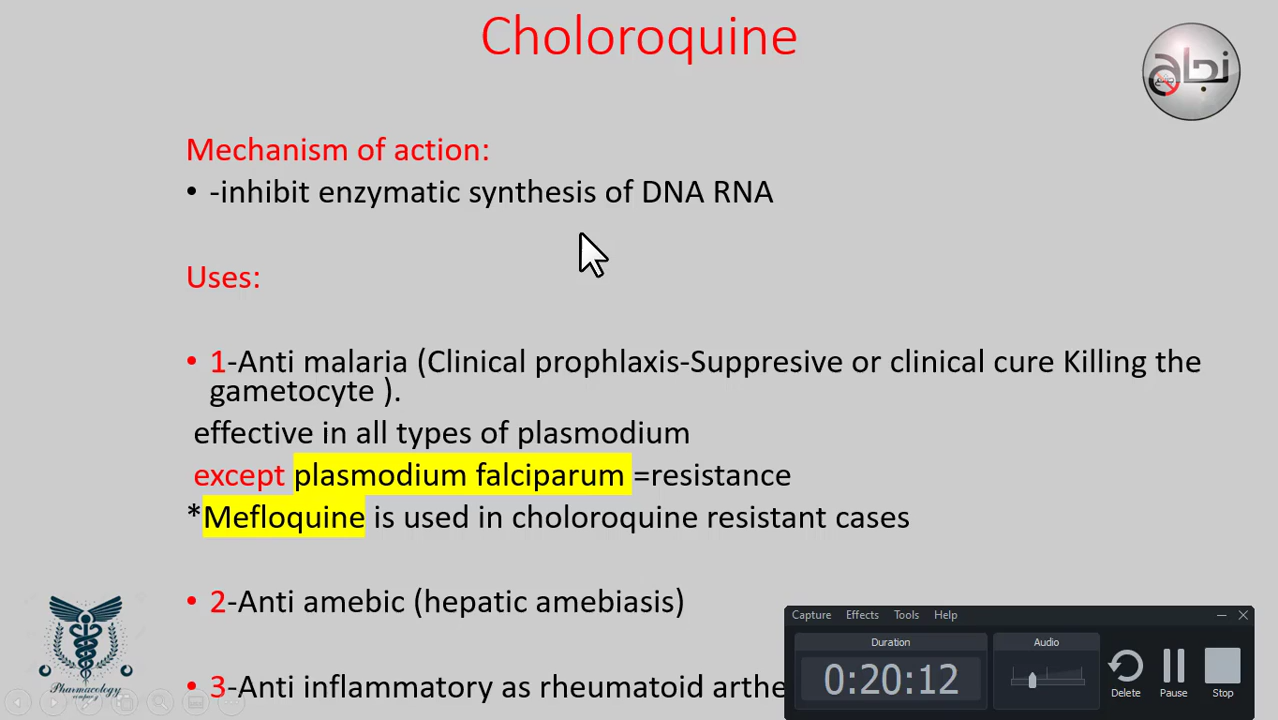 Choloroquine
نبأ
Mechanism of action:
• -inhibit enzymatic synthesis of DNA RNA
Uses:
• 1-Anti malaria (Clinical prophlaxis-Suppresive or clinical cure Killing the
gametocyte ).
effective in all types of plasmodium
except plasmodium falciparum =resistance
*Mefloquine is used in choloroquine resistant cases
• 2-Anti amebic (hepatic amebiasis)
• 3-Anti inflammatory as rheumatoid arthe
Pharmacology
Capture Effects Tools Help
Duration
Audio
0:20:12
Delete
Pause
Stop